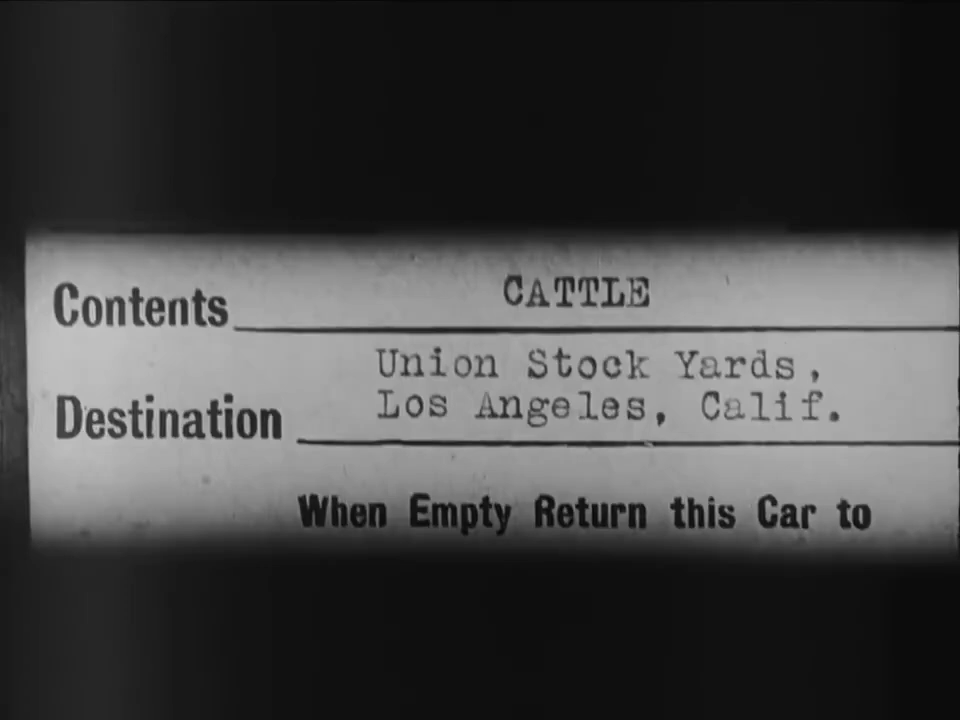 Contents CATTLE
Destination Union Stock Yards,
Los Angeles, Calif.
When Empty Return this Car to